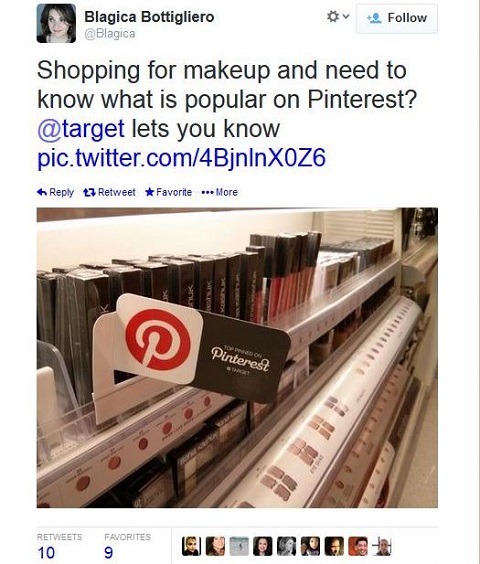 Blagica Bottigliero
@Blagica
Follow
Shopping for makeup and need to
know what is popular on Pinterest?
@target lets you know
pic.twitter.com/4BjnlnX0Z6
Reply Retweet Favorite More
TOP PINNED ON
Pinterest
TARGET
RETWEETS FAVORITES
10 9